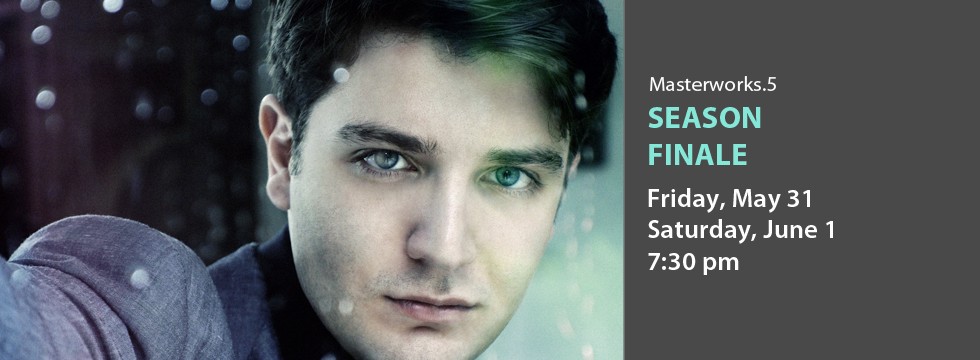 Masterworks.5
SEASON
FINALE
Friday, May 31
Saturday, June 1
7:30 pm